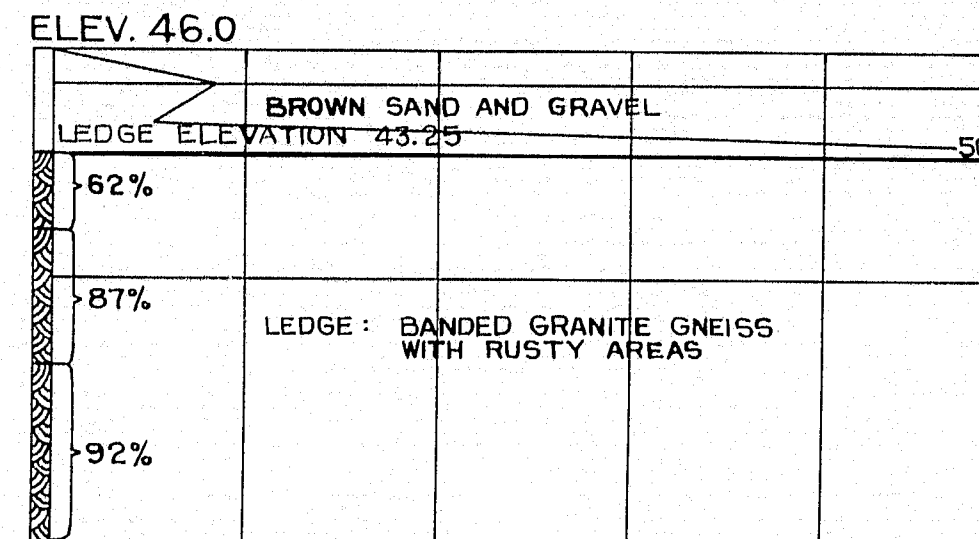 ELEV. 46.0
BROWN SAND AND GRAVEL
LEDGE ELEVATION 43.25
62%
87%
LEDGE: BANDED GRANITE GNEISS
WITH RUSTY AREAS
92%